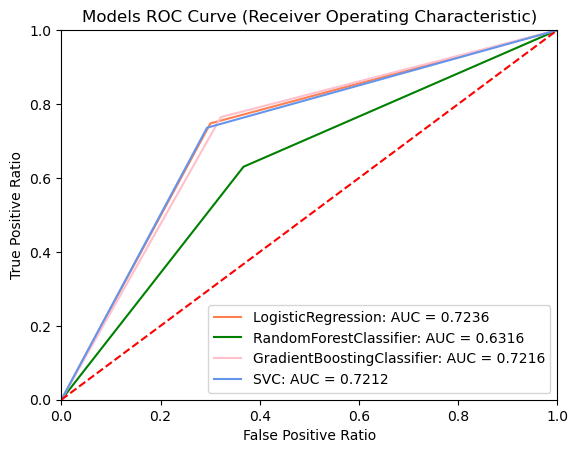 Models ROC Curve (Receiver Operating Characteristic)
1.0
0.8
0.6
0.4
0.2
0.0
True Positive Ratio
LogisticRegression: AUC = 0.7236
RandomForestClassifier: AUC = 0.6316
GradientBoostingClassifier: AUC = 0.7216
SVC: AUC = 0.7212
0.0 0.2 0.4 0.6 0.8 1.0
False Positive Ratio